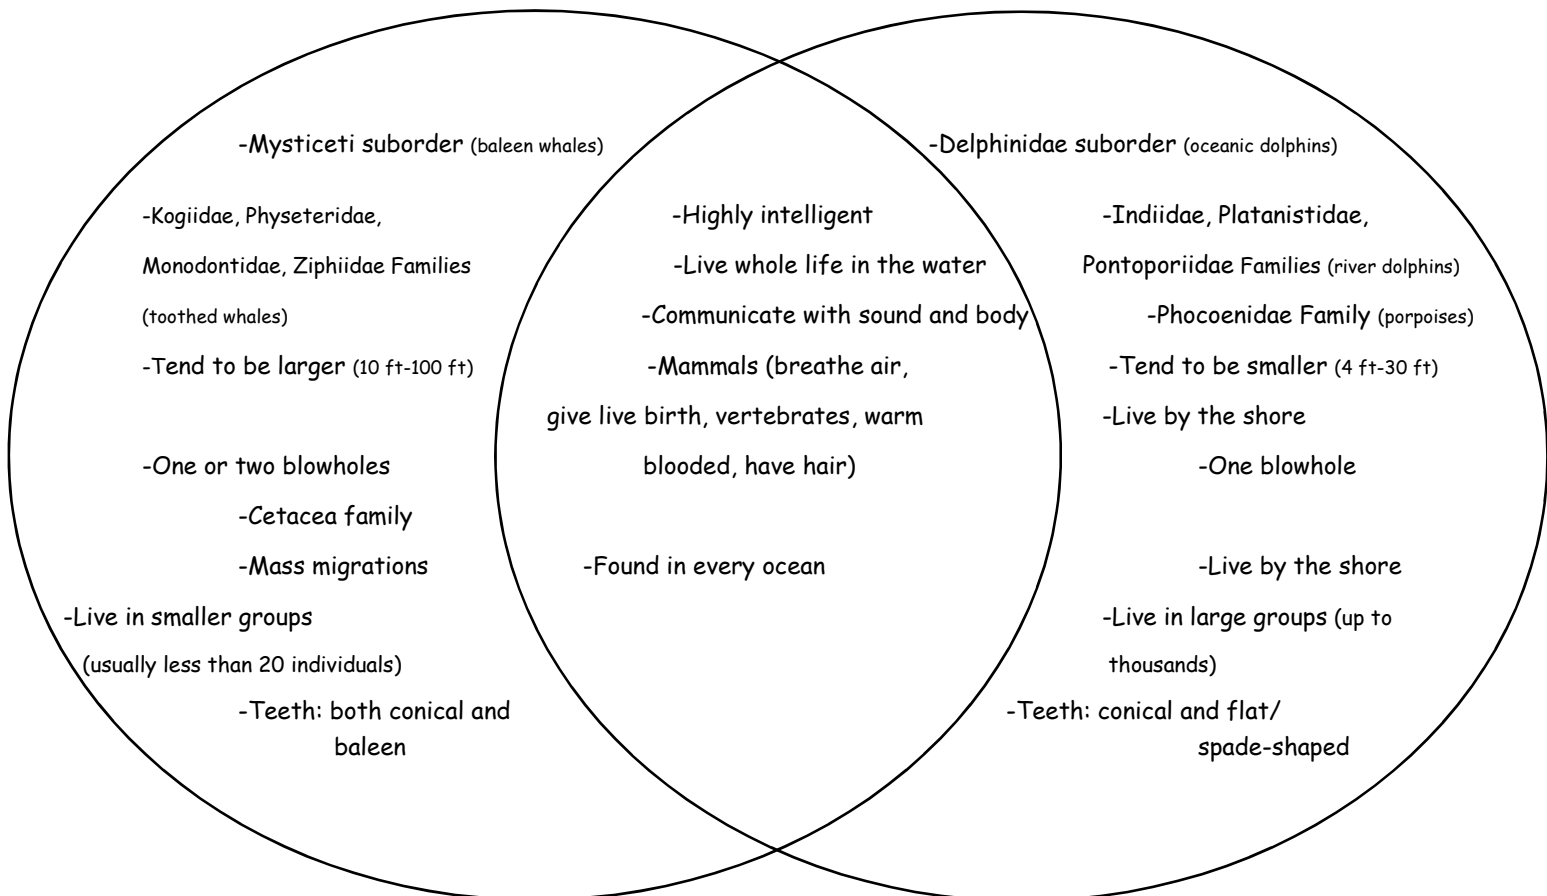 -Mysticeti suborder (baleen whales)
-Kogiidae, Physeteridae,
Monodontidae, Ziphiidae Families
(toothed whales)
-Tend to be larger (10 ft-100 ft)
-One or two blowholes
-Cetacea family
-Mass migrations
-Live in smaller groups
(usually less than 20 individuals)
-Teeth: both conical and
baleen
-Highly intelligent
-Live whole life in the water
-Communicate with sound and body
-Mammals (breathe air,
give live birth, vertebrates, warm
blooded, have hair)
-Found in every ocean
-Delphinidae suborder (oceanic dolphins)
-Indiidae, Platanistidae,
Pontoporiidae Families (river dolphins)
-Phocoenidae Family (porpoises)
-Tend to be smaller (4 ft-30 ft)
-Live by the shore
-One blowhole
-Live by the shore
-Live in large groups (up to
thousands)
-Teeth: conical and flat/
spade-shaped